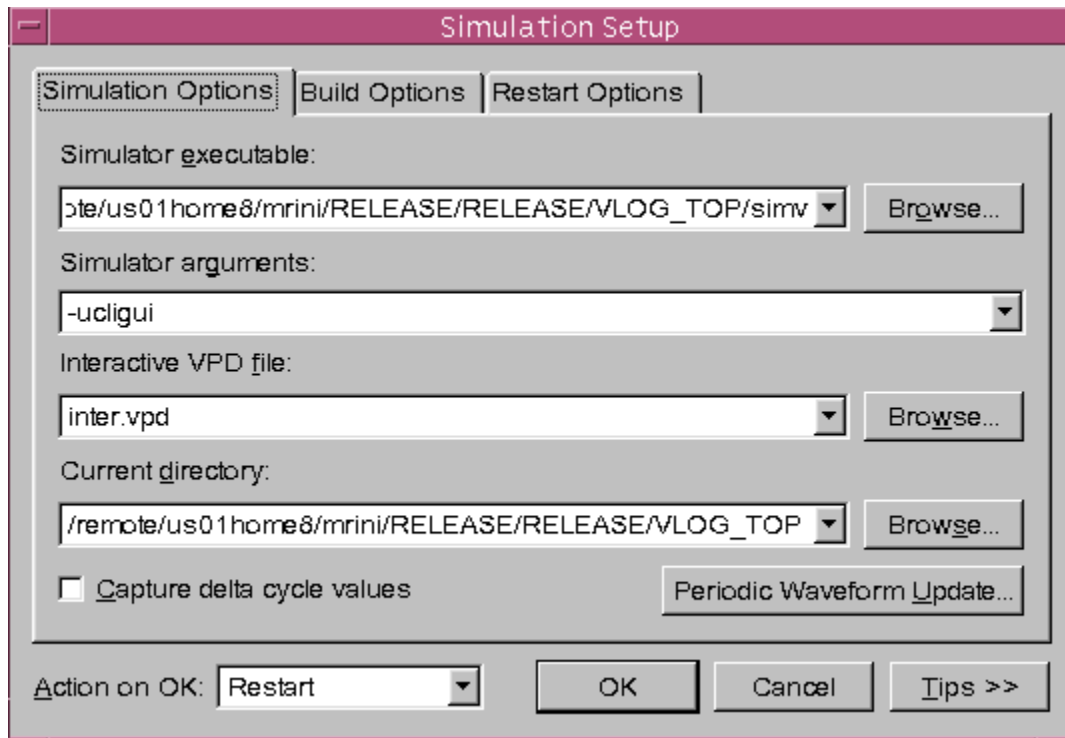 Simulation Setup
Simulation Options Build Options Restart Options
Simulator executable:
ote/us01home8/mrini/RELEASE/RELEASE/VLOG_TOP/simv Browse...
Simulator arguments:
-ucligui
Interactive VPD file:
inter.vpd Browse...
Current directory:
/remote/us01home8/mrini/RELEASE/RELEASE/VLOG_TOP Browse...
Capture delta cycle values Periodic Waveform Update...
Action on OK: Restart OK Cancel Tips >>